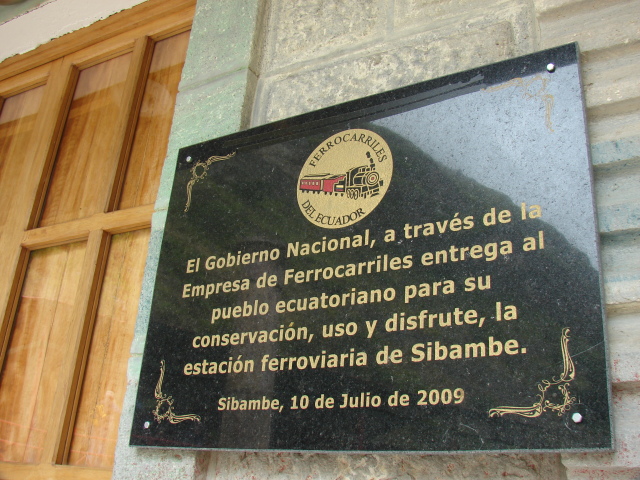 FERROCARRILES
DEL ECUADOR
El Gobierno Nacional, a través de la
Empresa de Ferrocarriles entrega al
pueblo ecuatoriano para su
conservación, uso y disfrute, la
estación ferroviaria de Sibambe.
Sibambe, 10 de Julio de 2009